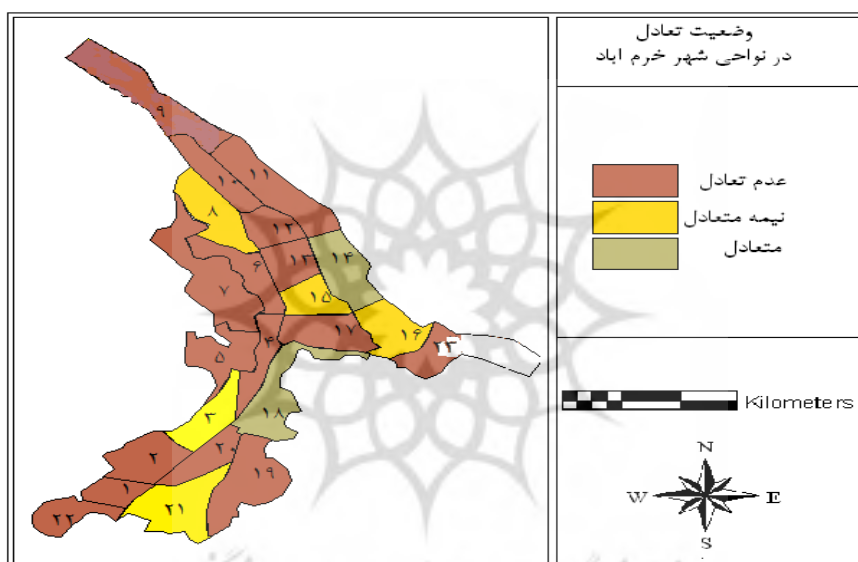 وضعیت تعادل
در نواحی شهر خرم اباد
عدم تعادل
نیمه متعادل
متعادل
Kilometers
N
W E
S
۹
۱۱
۱۰
۸
۱۲
۶ ۱۳ ۱۴
۷
۱۵
۴ ۱۷ ۱۶
۲۳
۵
۳ ۱۸
۲ ۲۰ ۱۹
۱
۲۲ ۲۱